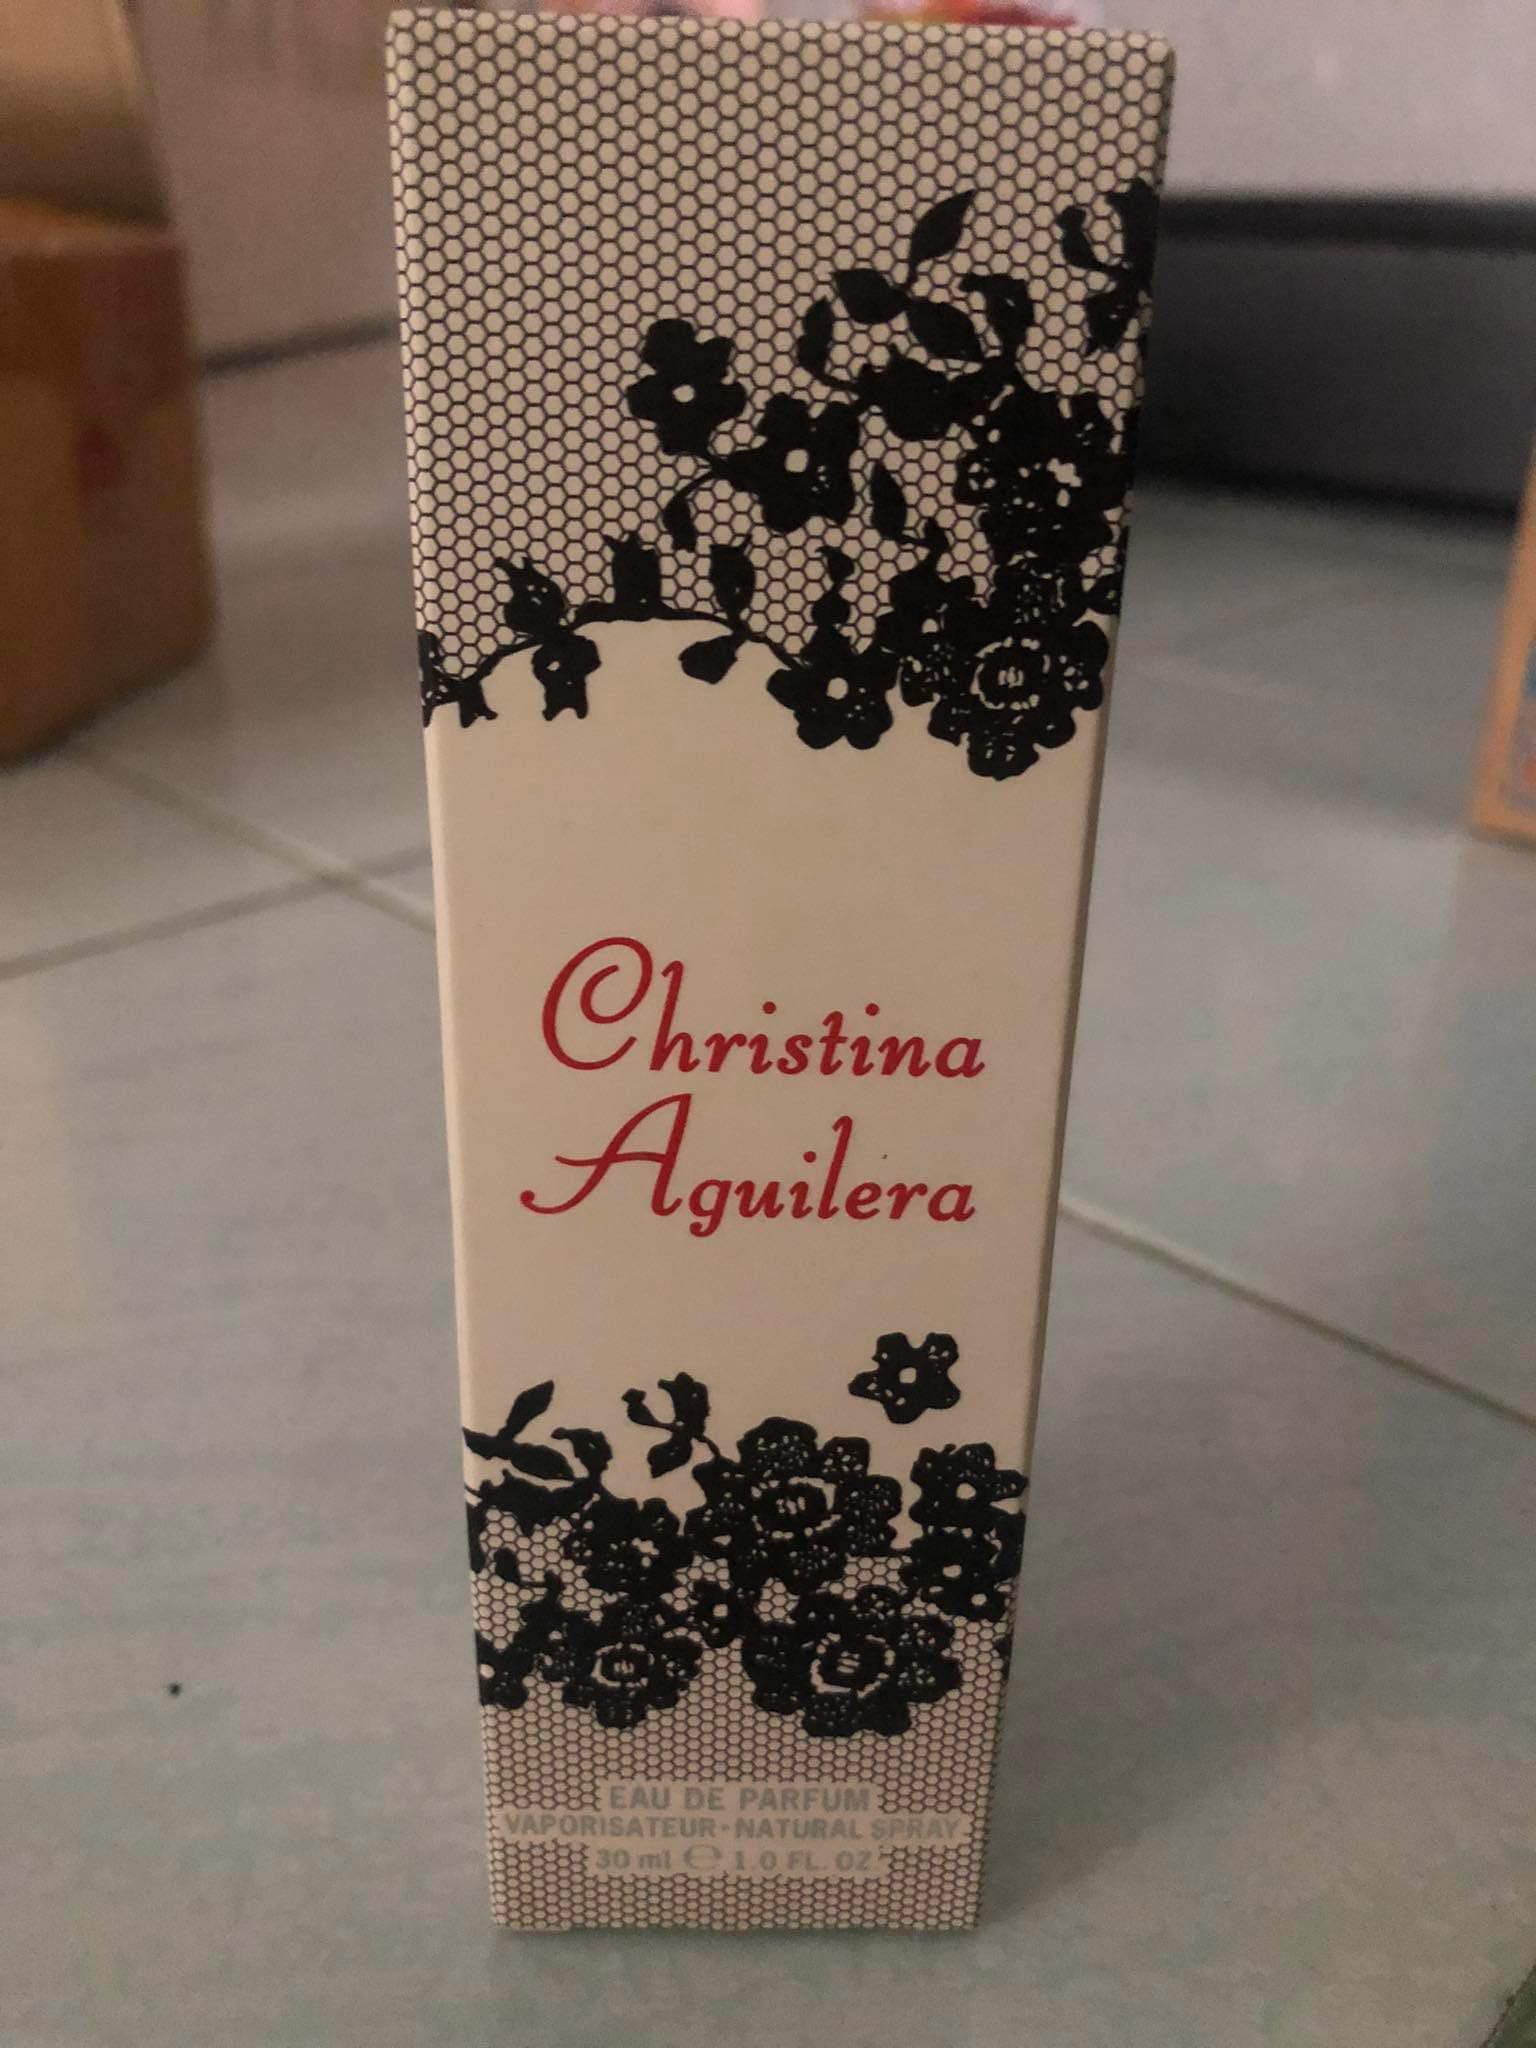 Christina
Aguilera
EAU DE PARFUM
VAPORISATEUR • NATURAL SPRAY
30 ml ℮ 1.0 FL. OZ.